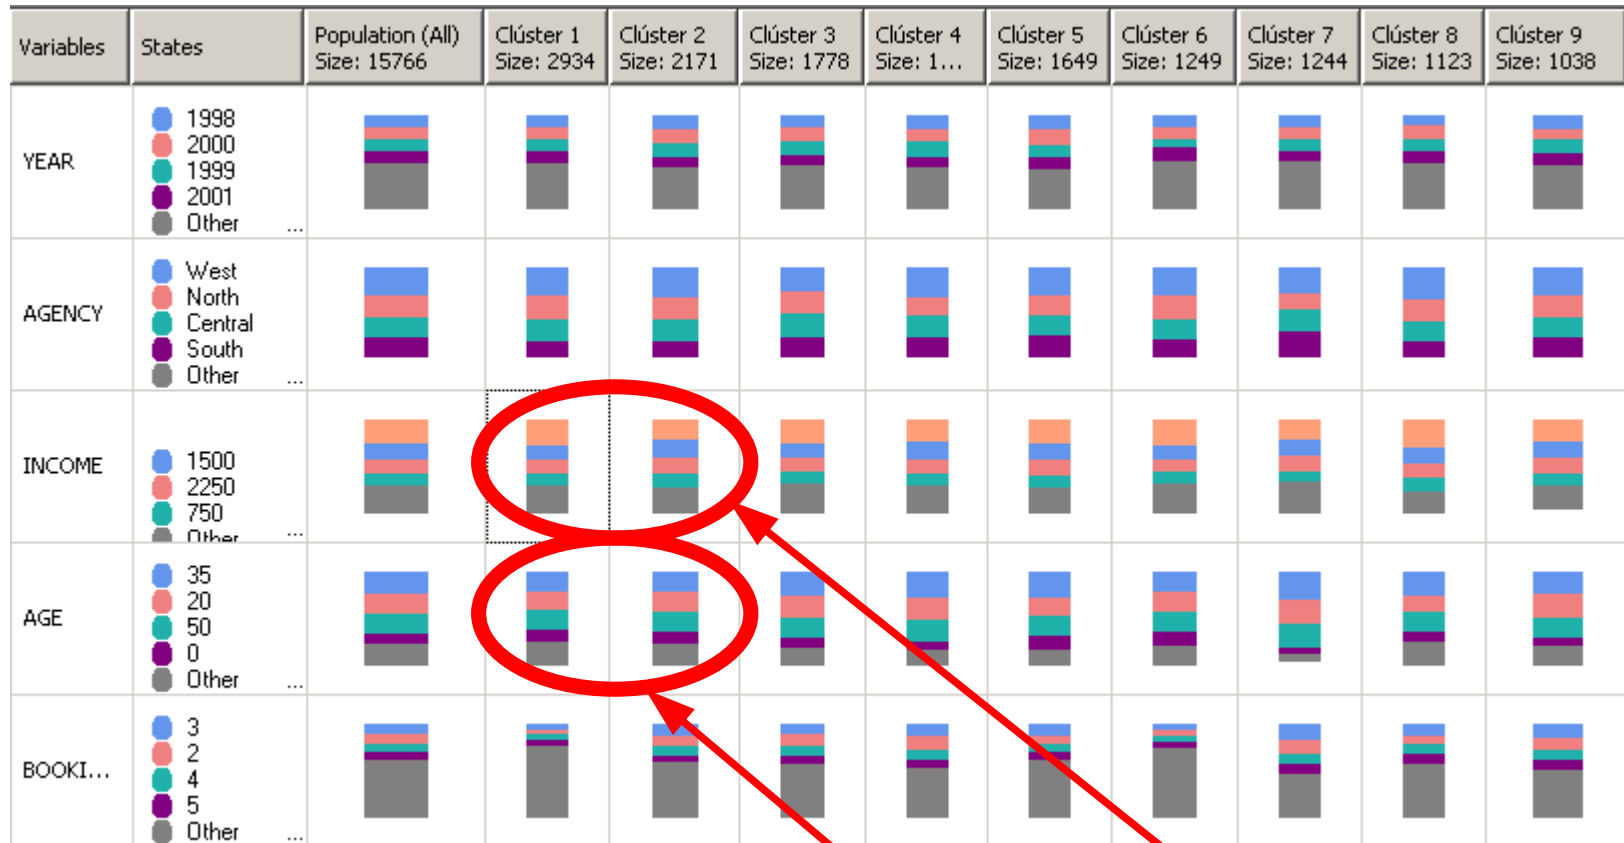 Variables
States
Population (All)
Size: 15766
Clúster 1
Size: 2934
Clúster 2
Size: 2171
Clúster 3
Size: 1778
Clúster 4
Size: 1...
Clúster 5
Size: 1649
Clúster 6
Size: 1249
Clúster 7
Size: 1244
Clúster 8
Size: 1123
Clúster 9
Size: 1038
YEAR
1998
2000
1999
2001
Other ...
AGENCY
West
North
Central
South
Other ...
INCOME
1500
2250
750
Other ...
AGE
35
20
50
0
Other ...
BOOKI...
3
2
4
5
Other ...